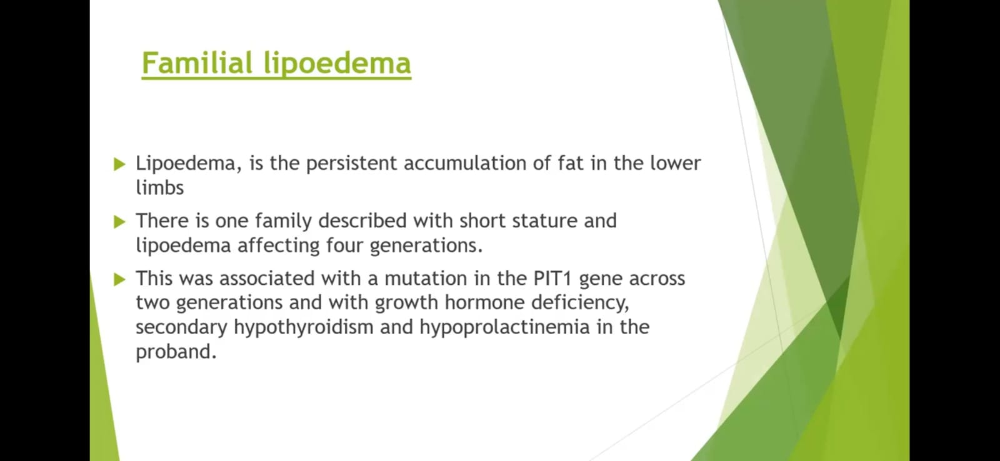 Familial lipoedema
Lipoedema, is the persistent accumulation of fat in the lower
limbs
There is one family described with short stature and
lipoedema affecting four generations.
This was associated with a mutation in the PIT1 gene across
two generations and with growth hormone deficiency,
secondary hypothyroidism and hypoprolactinemia in the
proband.